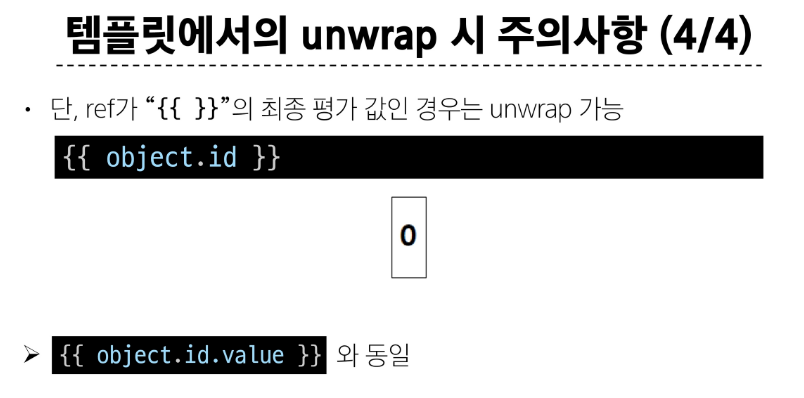 템플릿에서의 unwrap 시 주의사항 (4/4)
• 단, ref가 “{{ }}”의 최종 평가 값인 경우는 unwrap 가능
{{ object.id }}
0
➢ {{ object.id.value }} 와 동일